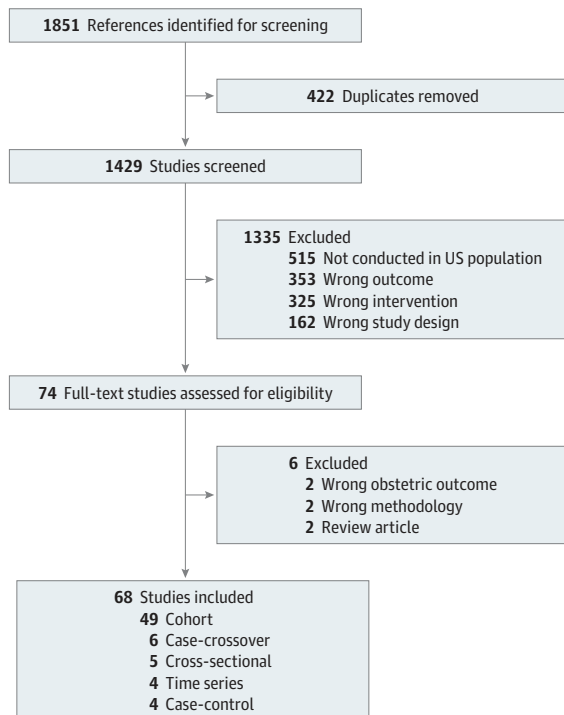 1851 References identified for screening
422 Duplicates removed
1429 Studies screened
1335 Excluded
515 Not conducted in US population
353 Wrong outcome
325 Wrong intervention
162 Wrong study design
74 Full-text studies assessed for eligibility
6 Excluded
2 Wrong obstetric outcome
2 Wrong methodology
2 Review article
68 Studies included
49 Cohort
6 Case-crossover
5 Cross-sectional
4 Time series
4 Case-control